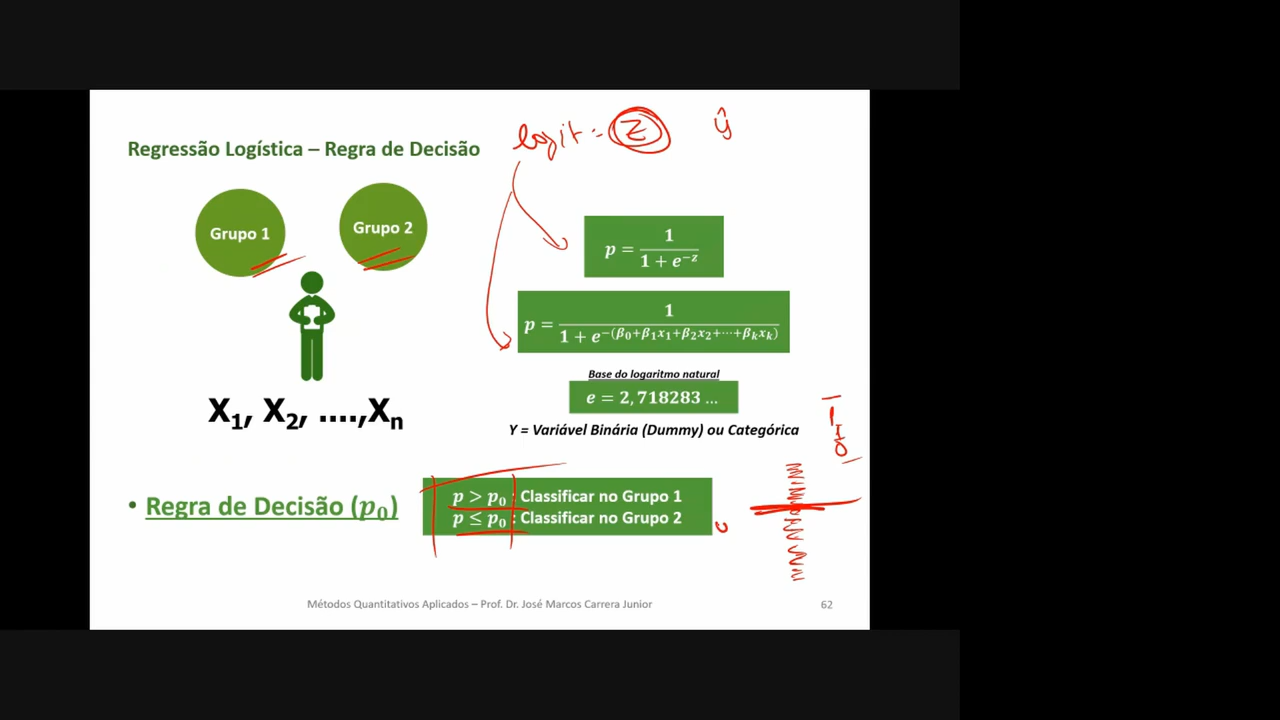 logit = Z ŷ
Regressão Logística – Regra de Decisão
Grupo 1
Grupo 2
p = 1 / (1 + e^{-z})
p = 1 / (1 + e^{-(β₀+β₁x₁+β₂x₂+⋯+βₖxₖ)})
Base do logaritmo natural
e = 2,718283 ...
X₁, X₂, ....,Xₙ
Y = Variável Binária (Dummy) ou Categórica
• Regra de Decisão (p₀)
p > p₀ : Classificar no Grupo 1
p ≤ p₀ : Classificar no Grupo 2
Métodos Quantitativos Aplicados – Prof. Dr. José Marcos Carrera Junior
62